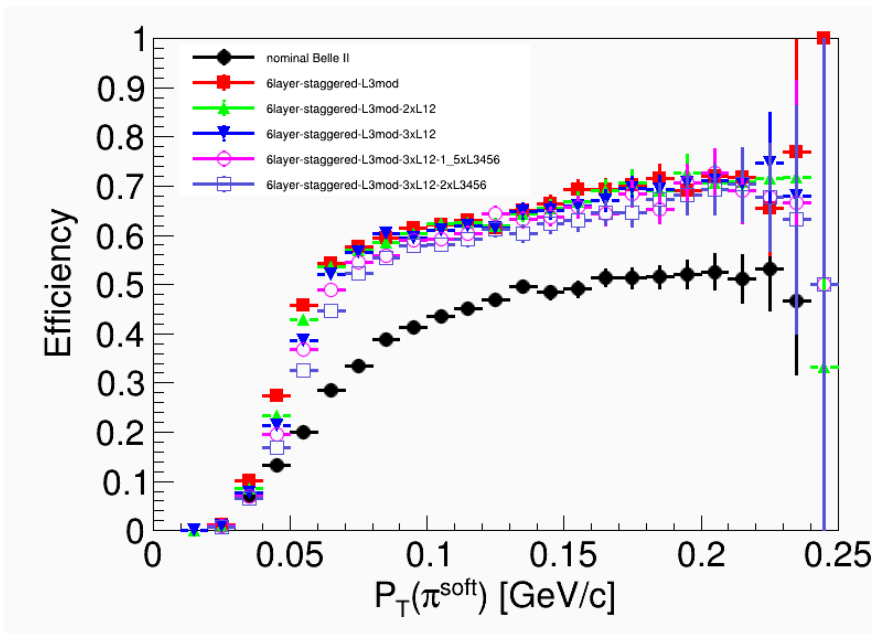 1
0.9
0.8
0.7
0.6
0.5
0.4
0.3
0.2
0.1
0
Efficiency
nominal Belle II
6layer-staggered-L3mod
6layer-staggered-L3mod-2xL12
6layer-staggered-L3mod-3xL12
6layer-staggered-L3mod-3xL12-1_5xL3456
6layer-staggered-L3mod-3xL12-2xL3456
0 0.05 0.1 0.15 0.2 0.25
P_T(π^soft) [GeV/c]